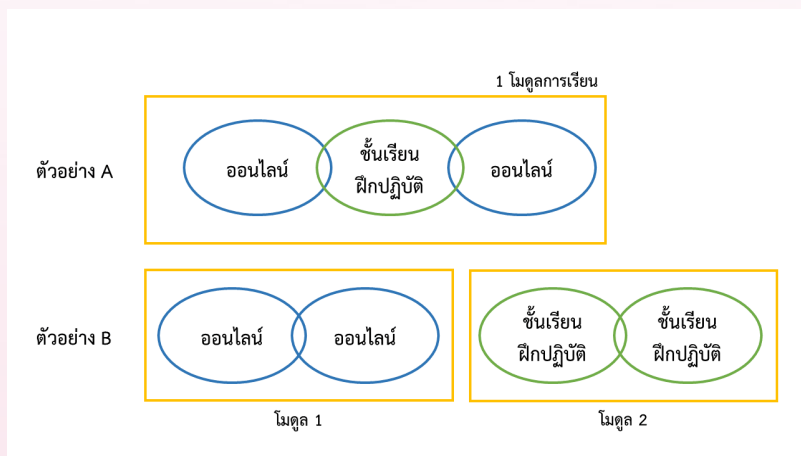 1 โมดูลการเรียน
ตัวอย่าง A
ออนไลน์
ชั้นเรียน
ฝึกปฏิบัติ
ออนไลน์
ตัวอย่าง B
ออนไลน์
ออนไลน์
ชั้นเรียน
ฝึกปฏิบัติ
ชั้นเรียน
ฝึกปฏิบัติ
โมดูล 1
โมดูล 2